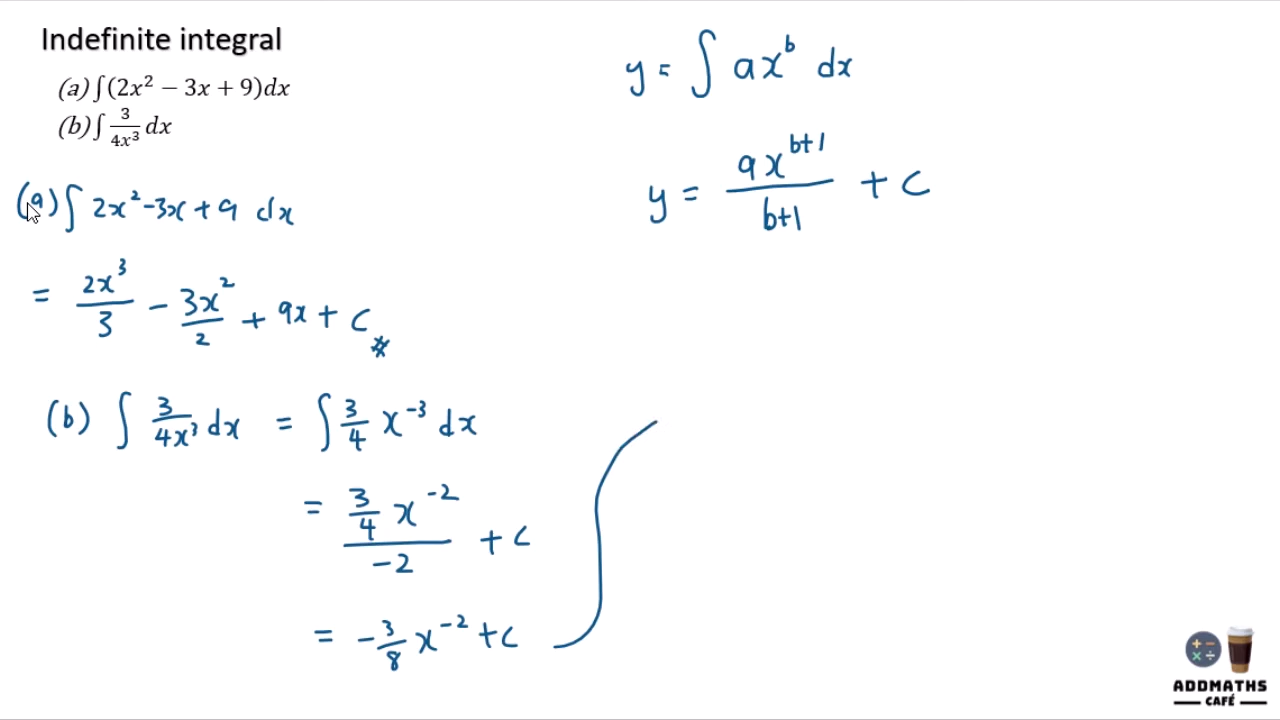 Indefinite integral
(a)∫(2x² − 3x + 9)dx
(b)∫ 3/4x³ dx
(a) ∫ 2x² - 3x + 9 dx
= 2x³/3 - 3x²/2 + 9x + c #
(b) ∫ 3/4x³ dx = ∫ 3/4 x⁻³ dx
= 3/4 x⁻² / -2 + c
= -3/8 x⁻² + c
y = ∫ ax^b dx
y = ax^(b+1) / b+1 + c
+ − × ÷
ADDMATHS
CAFÉ